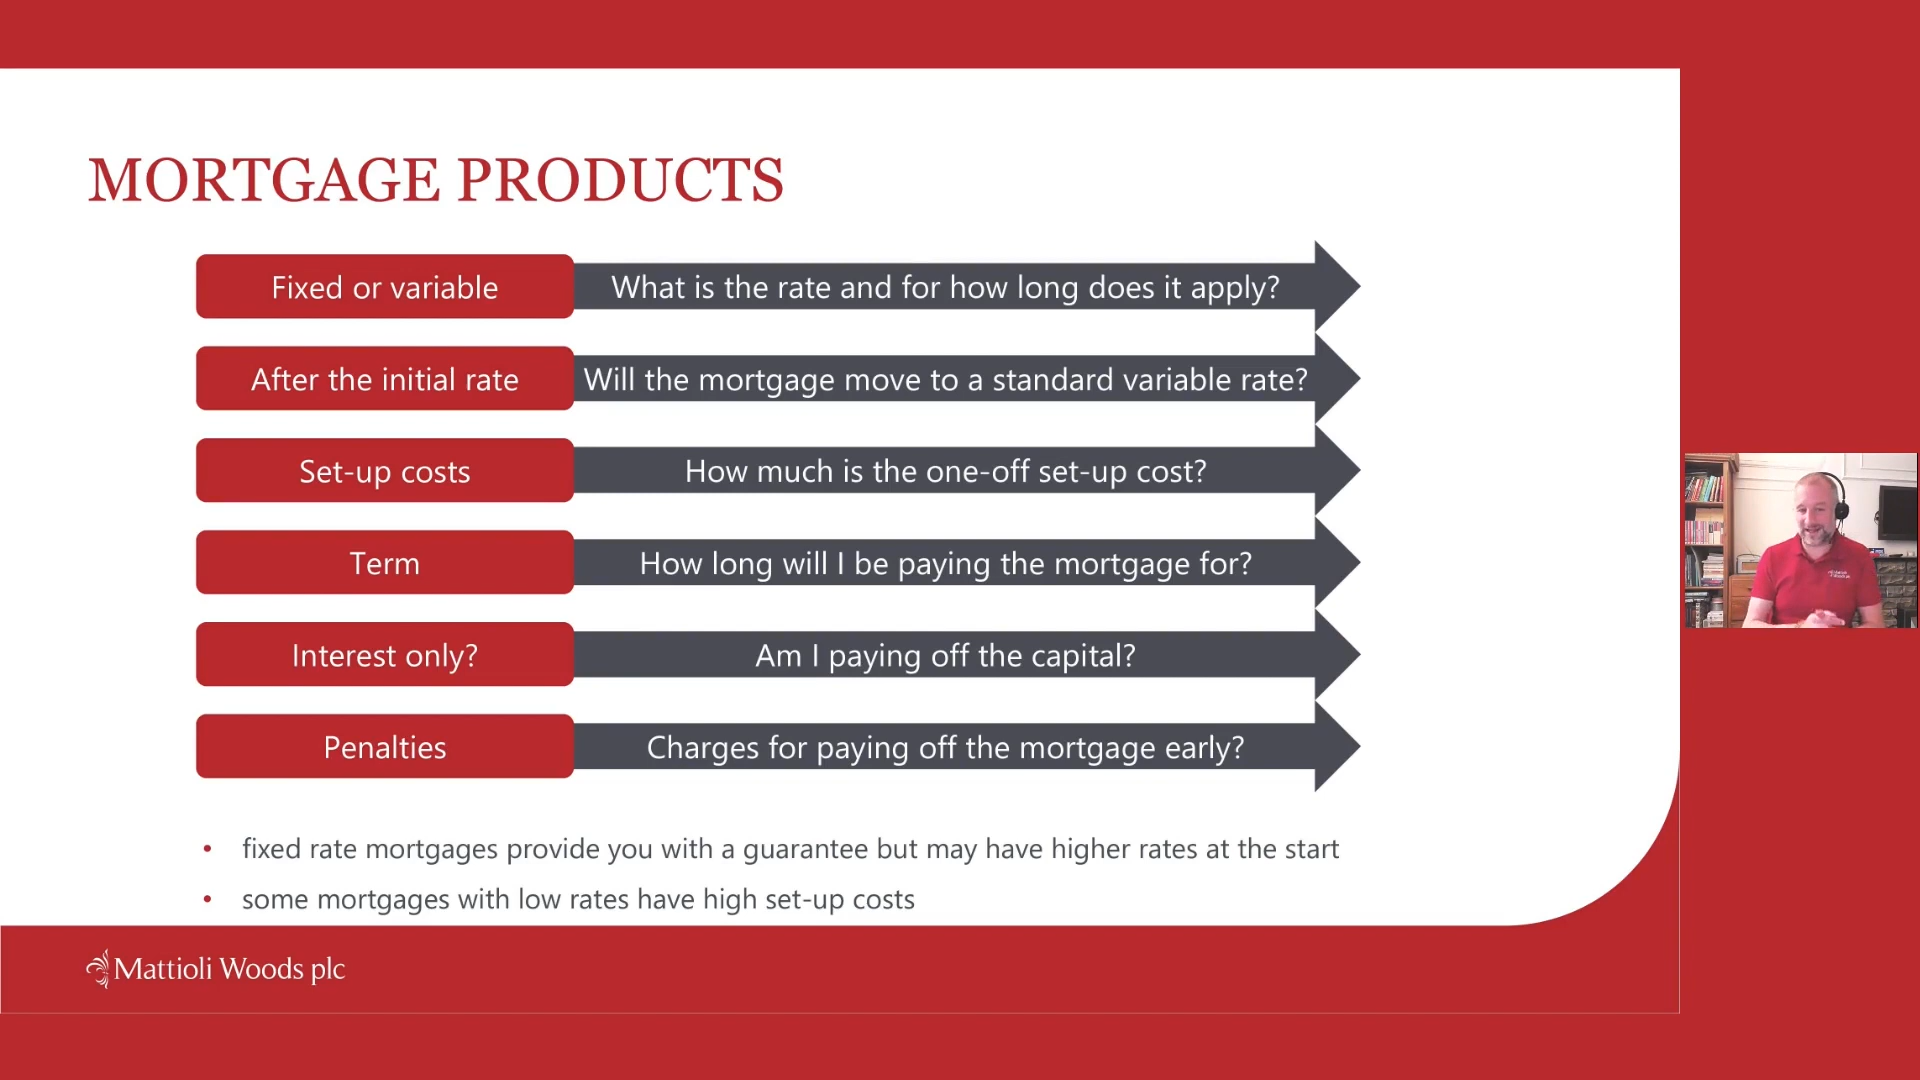 MORTGAGE PRODUCTS
Fixed or variable
What is the rate and for how long does it apply?
After the initial rate
Will the mortgage move to a standard variable rate?
Set-up costs
How much is the one-off set-up cost?
Term
How long will I be paying the mortgage for?
Interest only?
Am I paying off the capital?
Penalties
Charges for paying off the mortgage early?
• fixed rate mortgages provide you with a guarantee but may have higher rates at the start
• some mortgages with low rates have high set-up costs
Mattioli Woods plc